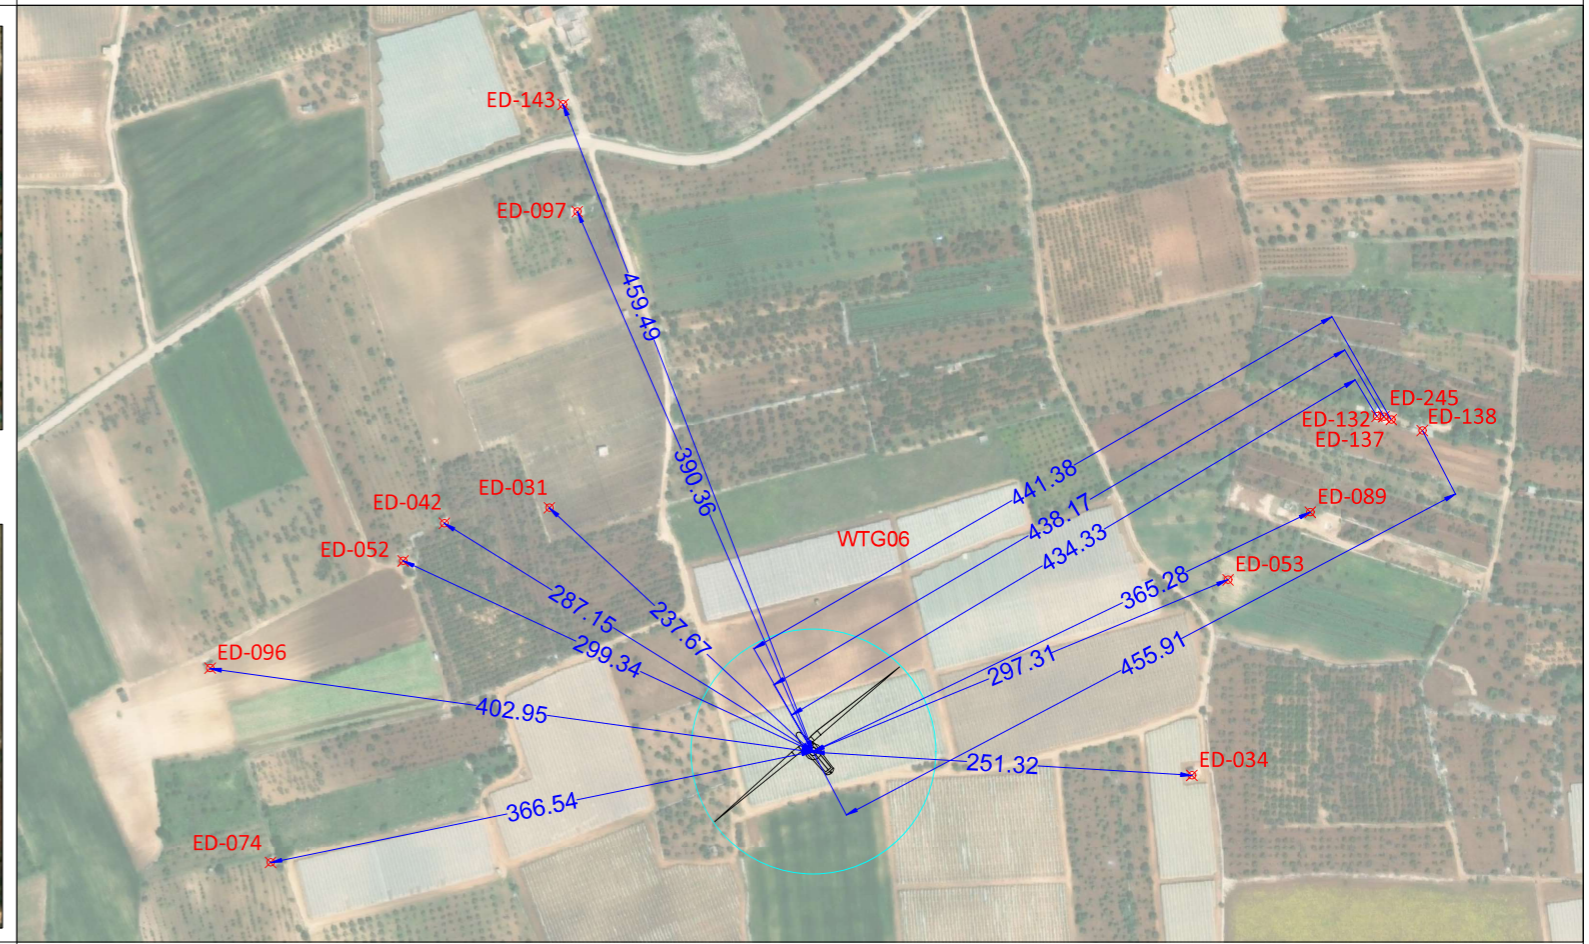 ED-143
ED-097
459.49
390.36
ED-245
ED-132
ED-138
ED-137
441.38
438.17
434.33
ED-089
ED-031
ED-042
ED-052
WTG06
ED-053
365.28
287.15
237.67
299.34
297.31
455.91
ED-096
402.95
251.32
ED-034
366.54
ED-074